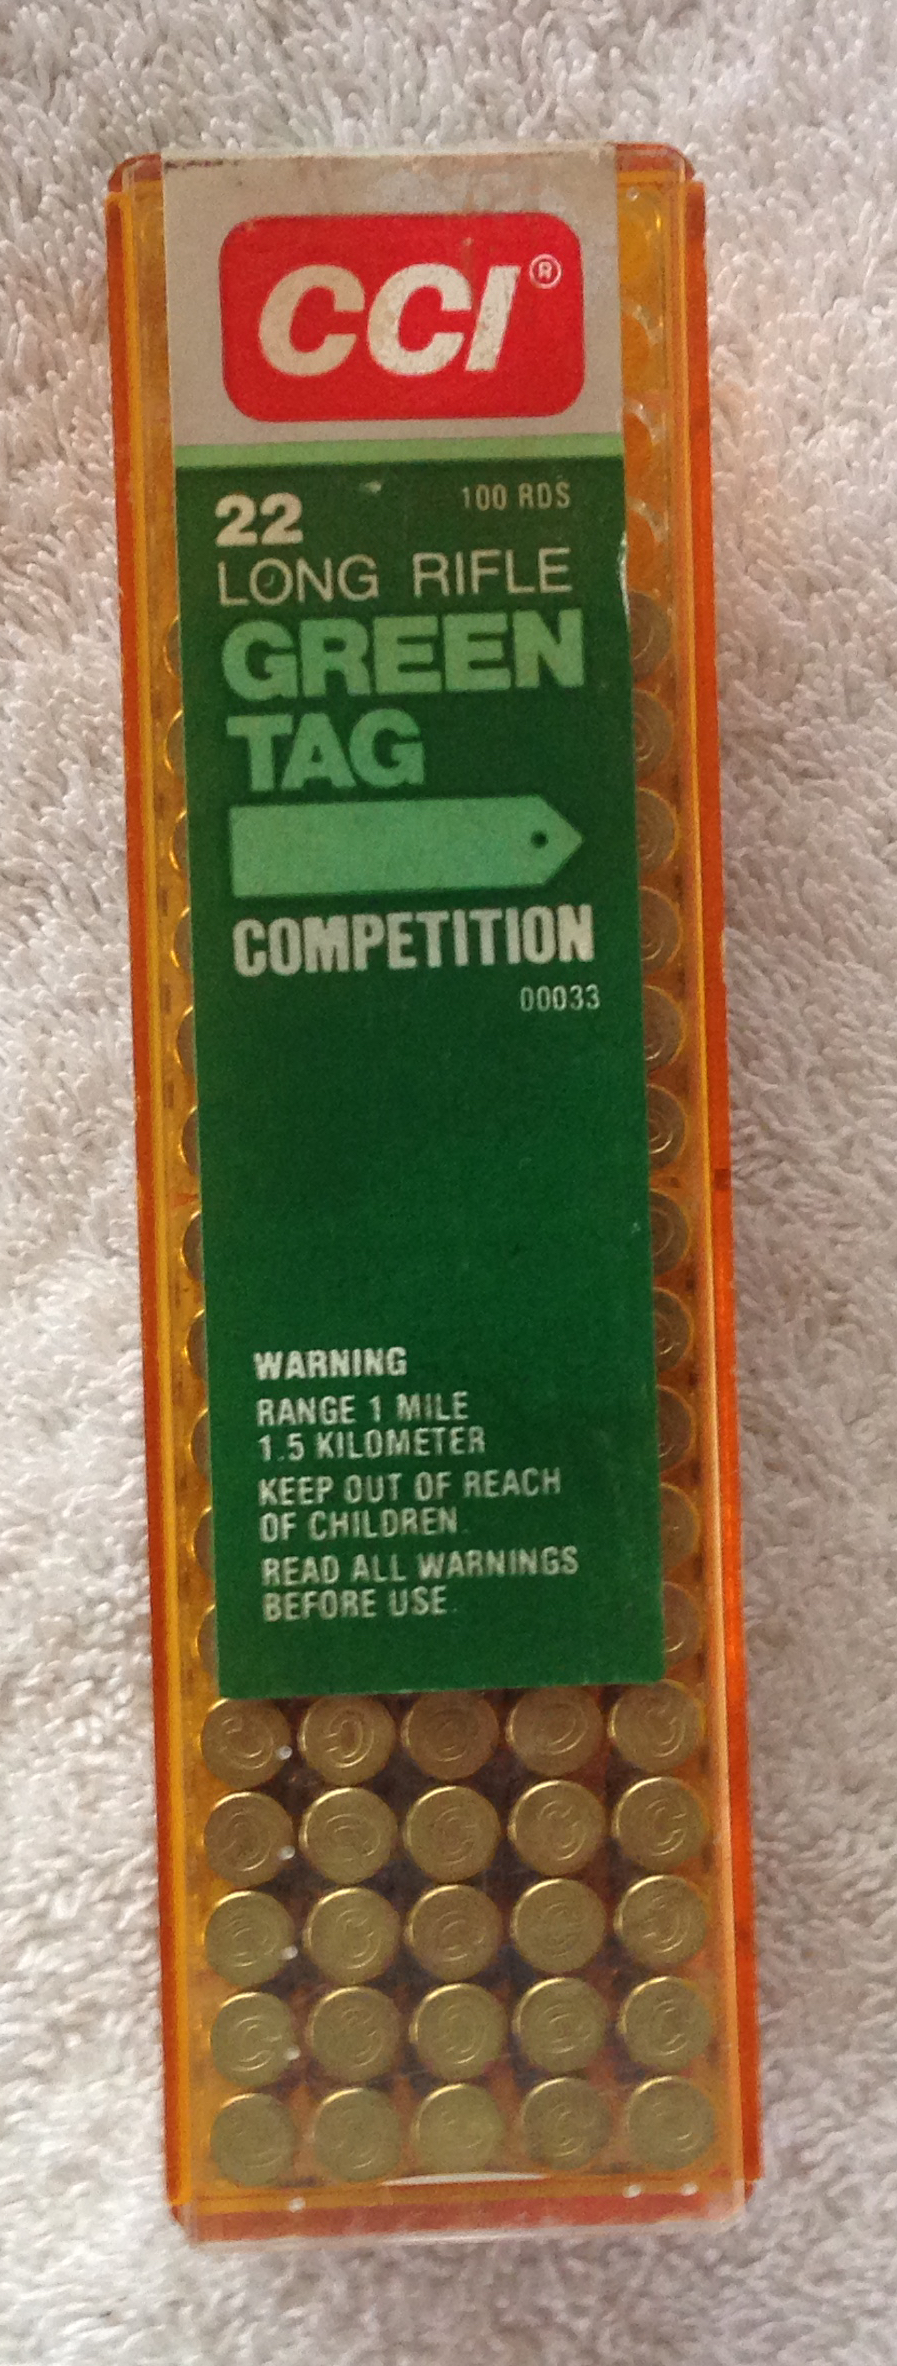 CCI®
22 100 RDS
LONG RIFLE
GREEN
TAG
COMPETITION
00033
WARNING
RANGE 1 MILE
1.5 KILOMETER
KEEP OUT OF REACH
OF CHILDREN.
READ ALL WARNINGS
BEFORE USE.